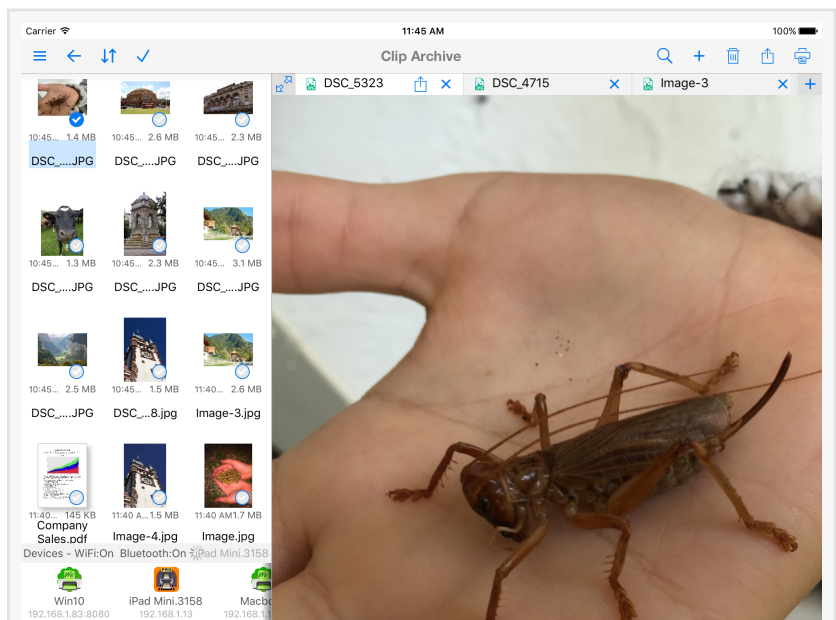 Carrier 11:45 AM 100%
Clip Archive
DSC_5323 DSC_4715 Image-3
10:45... 1.4 MB 10:45... 2.6 MB 10:45... 2.3 MB
DSC_....JPG DSC_....JPG DSC_....JPG
10:45... 1.3 MB 10:45... 2.3 MB 10:45... 3.1 MB
DSC_....JPG DSC_....JPG DSC_....JPG
10:45... 2.5 MB 10:45... 1.5 MB 11:40... 2.6 MB
DSC_....JPG DSC_...8.jpg Image-3.jpg
11:40... 145 KB 11:40 A...1.5 MB 11:40 AM1.7 MB
Company
Sales.pdf Image-4.jpg Image.jpg
Devices - WiFi:On Bluetooth:On iPad Mini.3158
Win10 iPad Mini.3158
192.168.1.83:8080 192.168.1.13